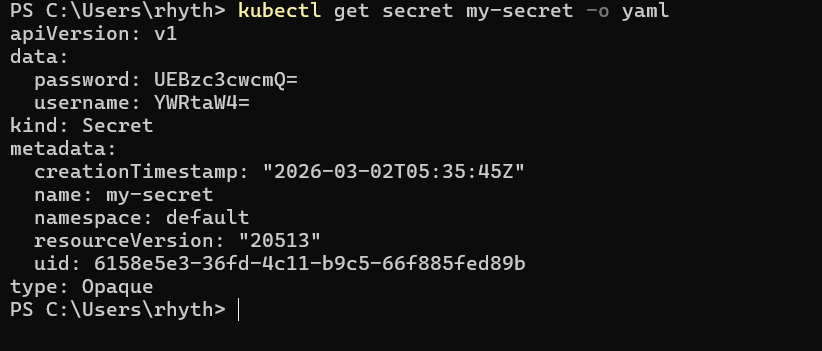 PS C:\Users\rhyth> kubectl get secret my-secret -o yaml
apiVersion: v1
data:
  password: UEBzc3cwcmQ=
  username: YWRtaW4=
kind: Secret
metadata:
  creationTimestamp: "2026-03-02T05:35:45Z"
  name: my-secret
  namespace: default
  resourceVersion: "20513"
  uid: 6158e5e3-36fd-4c11-b9c5-66f885fed89b
type: Opaque
PS C:\Users\rhyth>